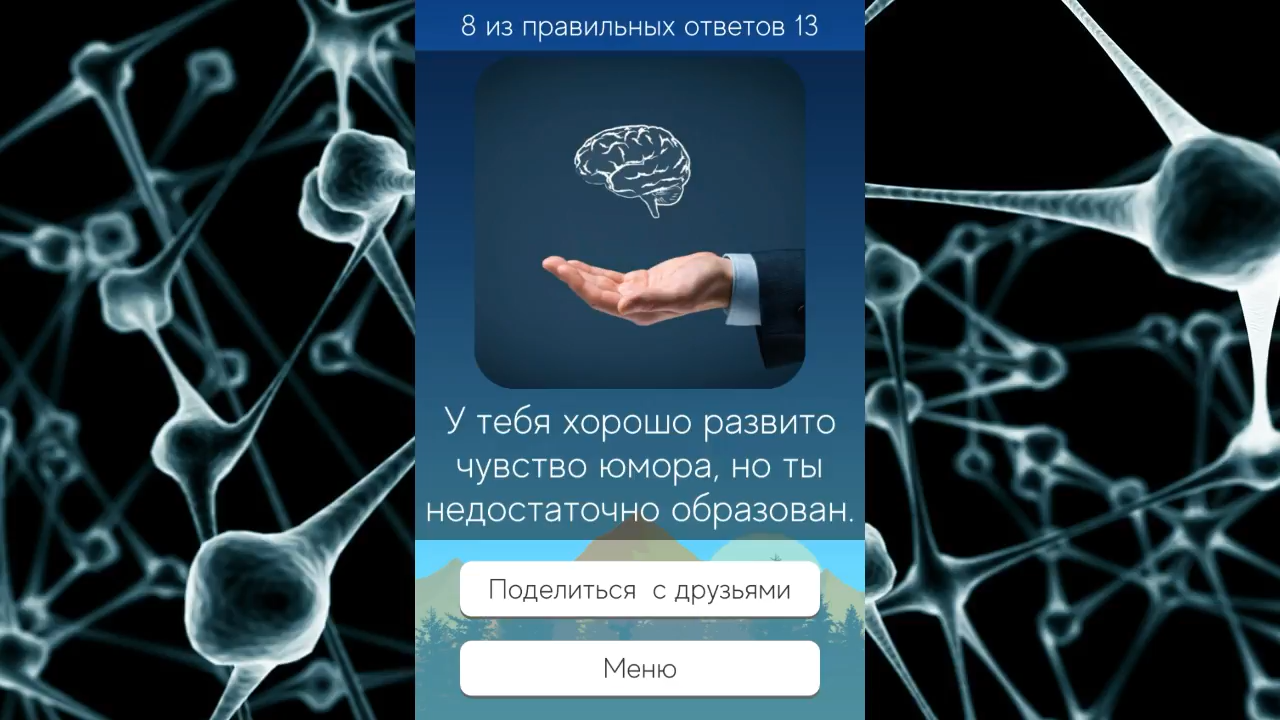 8 из правильных ответов 13
У тебя хорошо развито
чувство юмора, но ты
недостаточно образован.
Поделиться с друзьями
Меню